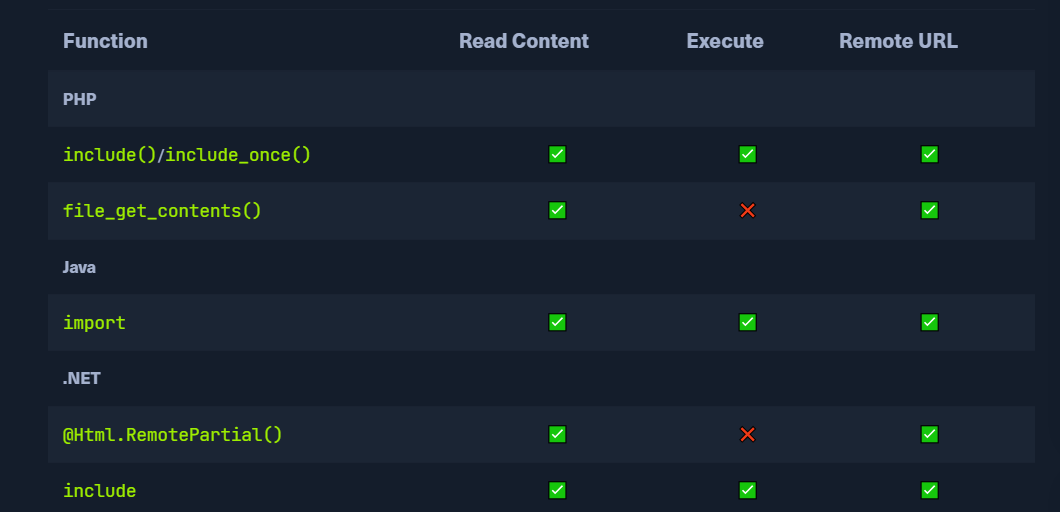 Function Read Content Execute Remote URL
PHP
include()/include_once() ✅ ✅ ✅
file_get_contents() ✅ ❌ ✅
Java
import ✅ ✅ ✅
.NET
@Html.RemotePartial() ✅ ❌ ✅
include ✅ ✅ ✅